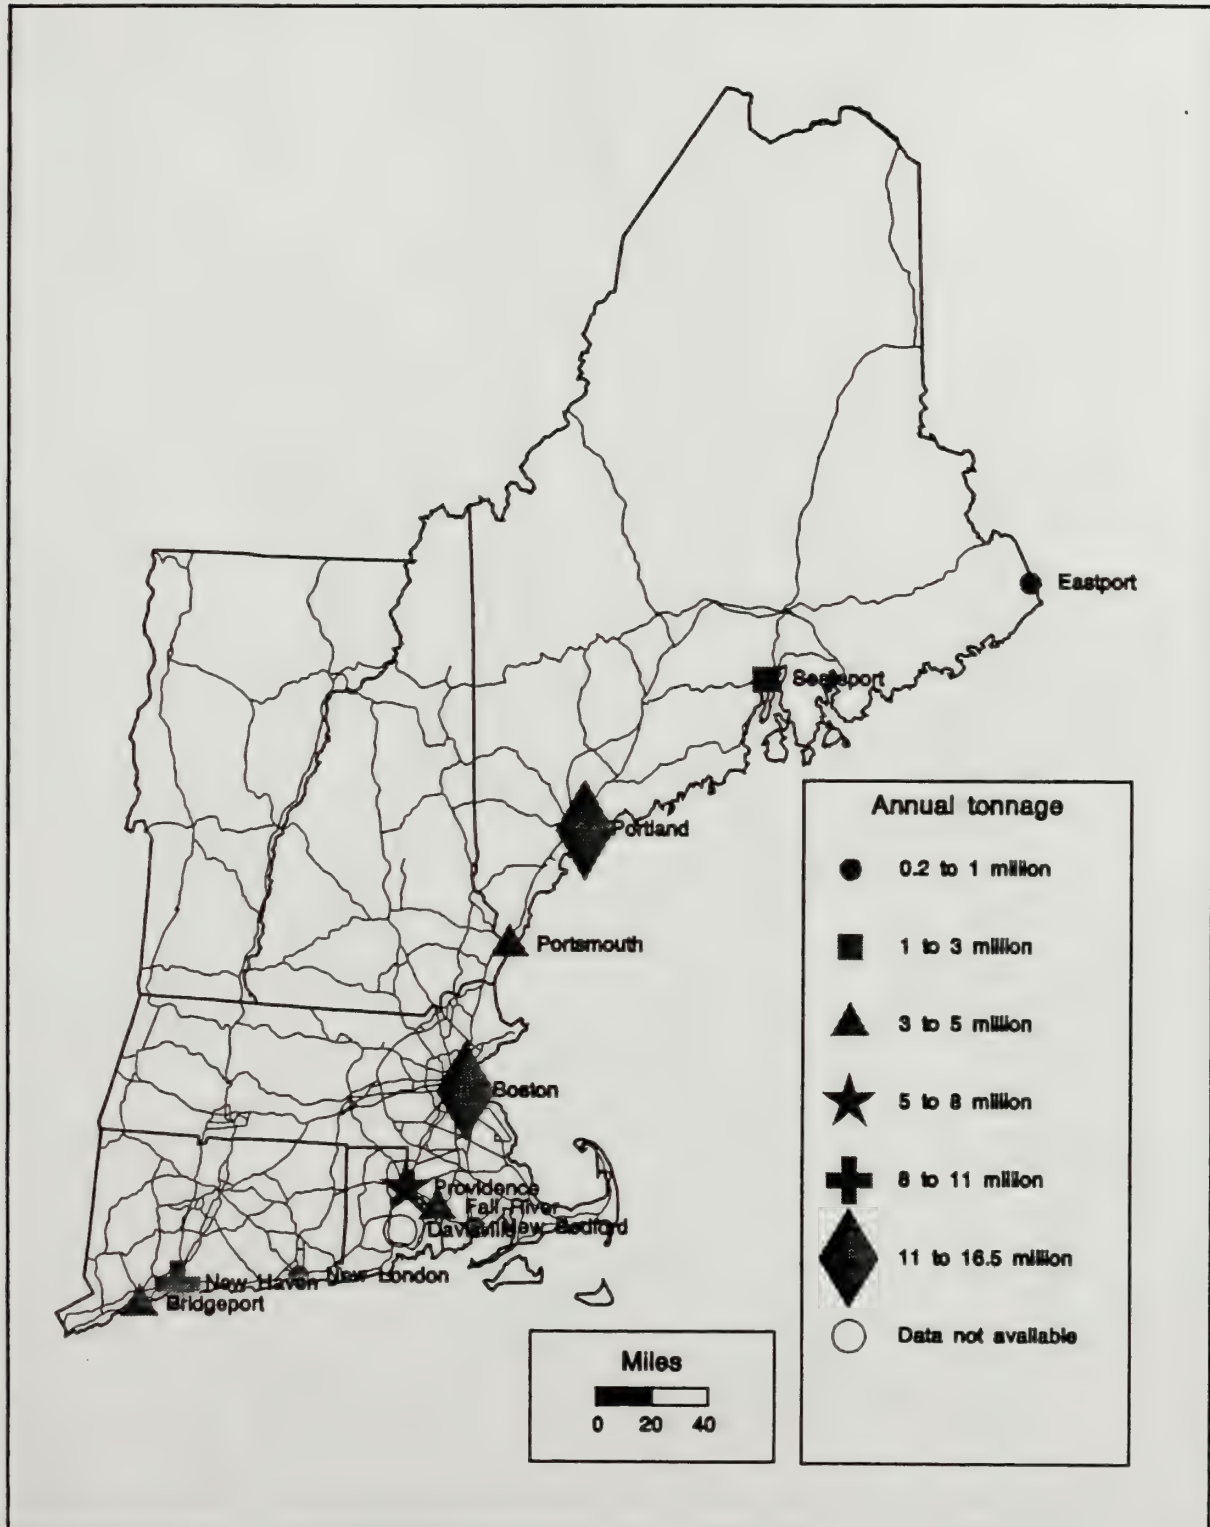 Eastport
Searsport
Portland
Portsmouth
Boston
Providence
Fall River
Davisville
New Bedford
New London
New Haven
Bridgeport
Annual tonnage
0.2 to 1 million
1 to 3 million
3 to 5 million
5 to 8 million
8 to 11 million
11 to 16.5 million
Data not available
Miles
0 20 40